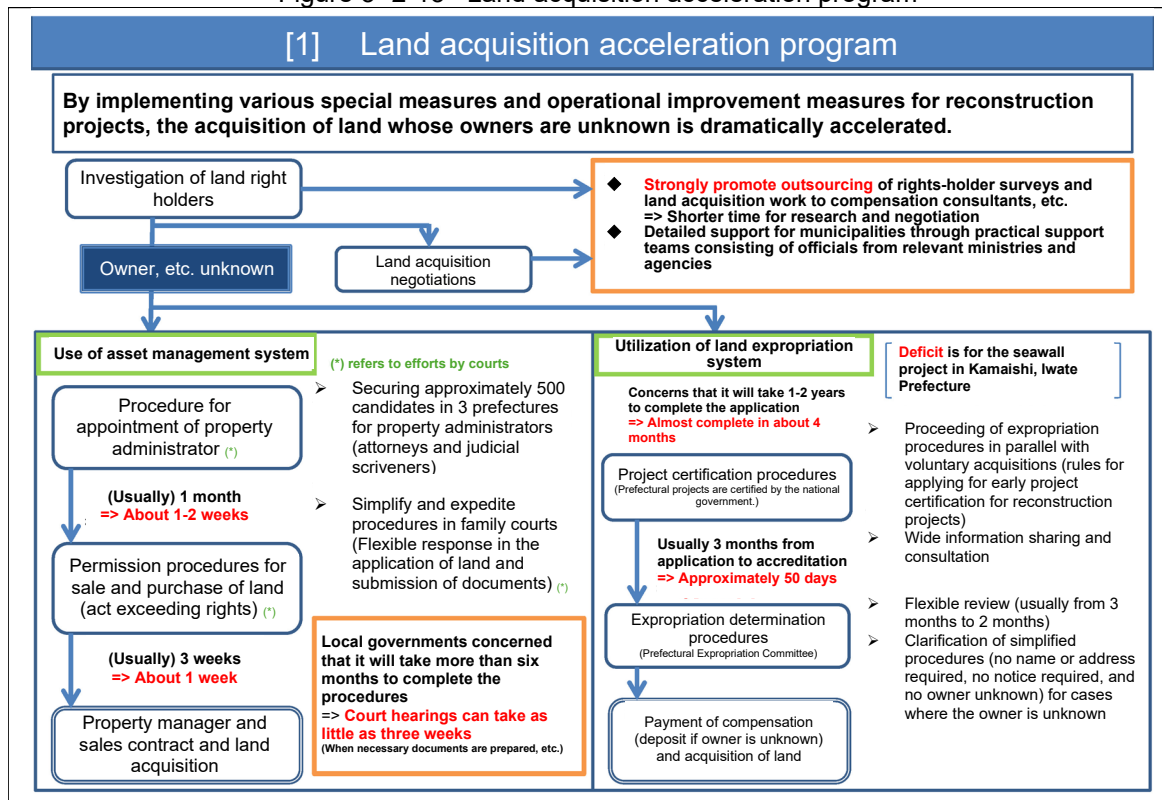 Figure 3- 2-15 Land acquisition acceleration program
[1] Land acquisition acceleration program
By implementing various special measures and operational improvement measures for reconstruction
projects, the acquisition of land whose owners are unknown is dramatically accelerated.
Investigation of land right
holders
◆ Strongly promote outsourcing of rights-holder surveys and
land acquisition work to compensation consultants, etc.
=> Shorter time for research and negotiation
◆ Detailed support for municipalities through practical support
teams consisting of officials from relevant ministries and
agencies
Owner, etc. unknown
Land acquisition
negotiations
Use of asset management system
(*) refers to efforts by courts
Procedure for
appointment of property
administrator (*)
(Usually) 1 month
=> About 1-2 weeks
Permission procedures for
sale and purchase of land
(act exceeding rights) (*)
(Usually) 3 weeks
=> About 1 week
Property manager and
sales contract and land
acquisition
➢ Securing approximately 500
candidates in 3 prefectures
for property administrators
(attorneys and judicial
scriveners)
➢ Simplify and expedite
procedures in family courts
(Flexible response in the
application of land and
submission of documents) (*)
Local governments concerned
that it will take more than six
months to complete the
procedures
=> Court hearings can take as
little as three weeks
(When necessary documents are prepared, etc.)
Utilization of land expropriation
system
Deficit is for the seawall
project in Kamaishi, Iwate
Prefecture
Concerns that it will take 1-2 years
to complete the application
=> Almost complete in about 4
months
Project certification procedures
(Prefectural projects are certified by the national
government.)
Usually 3 months from
application to accreditation
=> Approximately 50 days
Expropriation determination
procedures
(Prefectural Expropriation Committee)
Payment of compensation
(deposit if owner is unknown)
and acquisition of land
➢ Proceeding of expropriation
procedures in parallel with
voluntary acquisitions (rules for
applying for early project
certification for reconstruction
projects)
➢ Wide information sharing and
consultation
➢ Flexible review (usually from 3
months to 2 months)
➢ Clarification of simplified
procedures (no name or address
required, no notice required, and
no owner unknown) for cases
where the owner is unknown